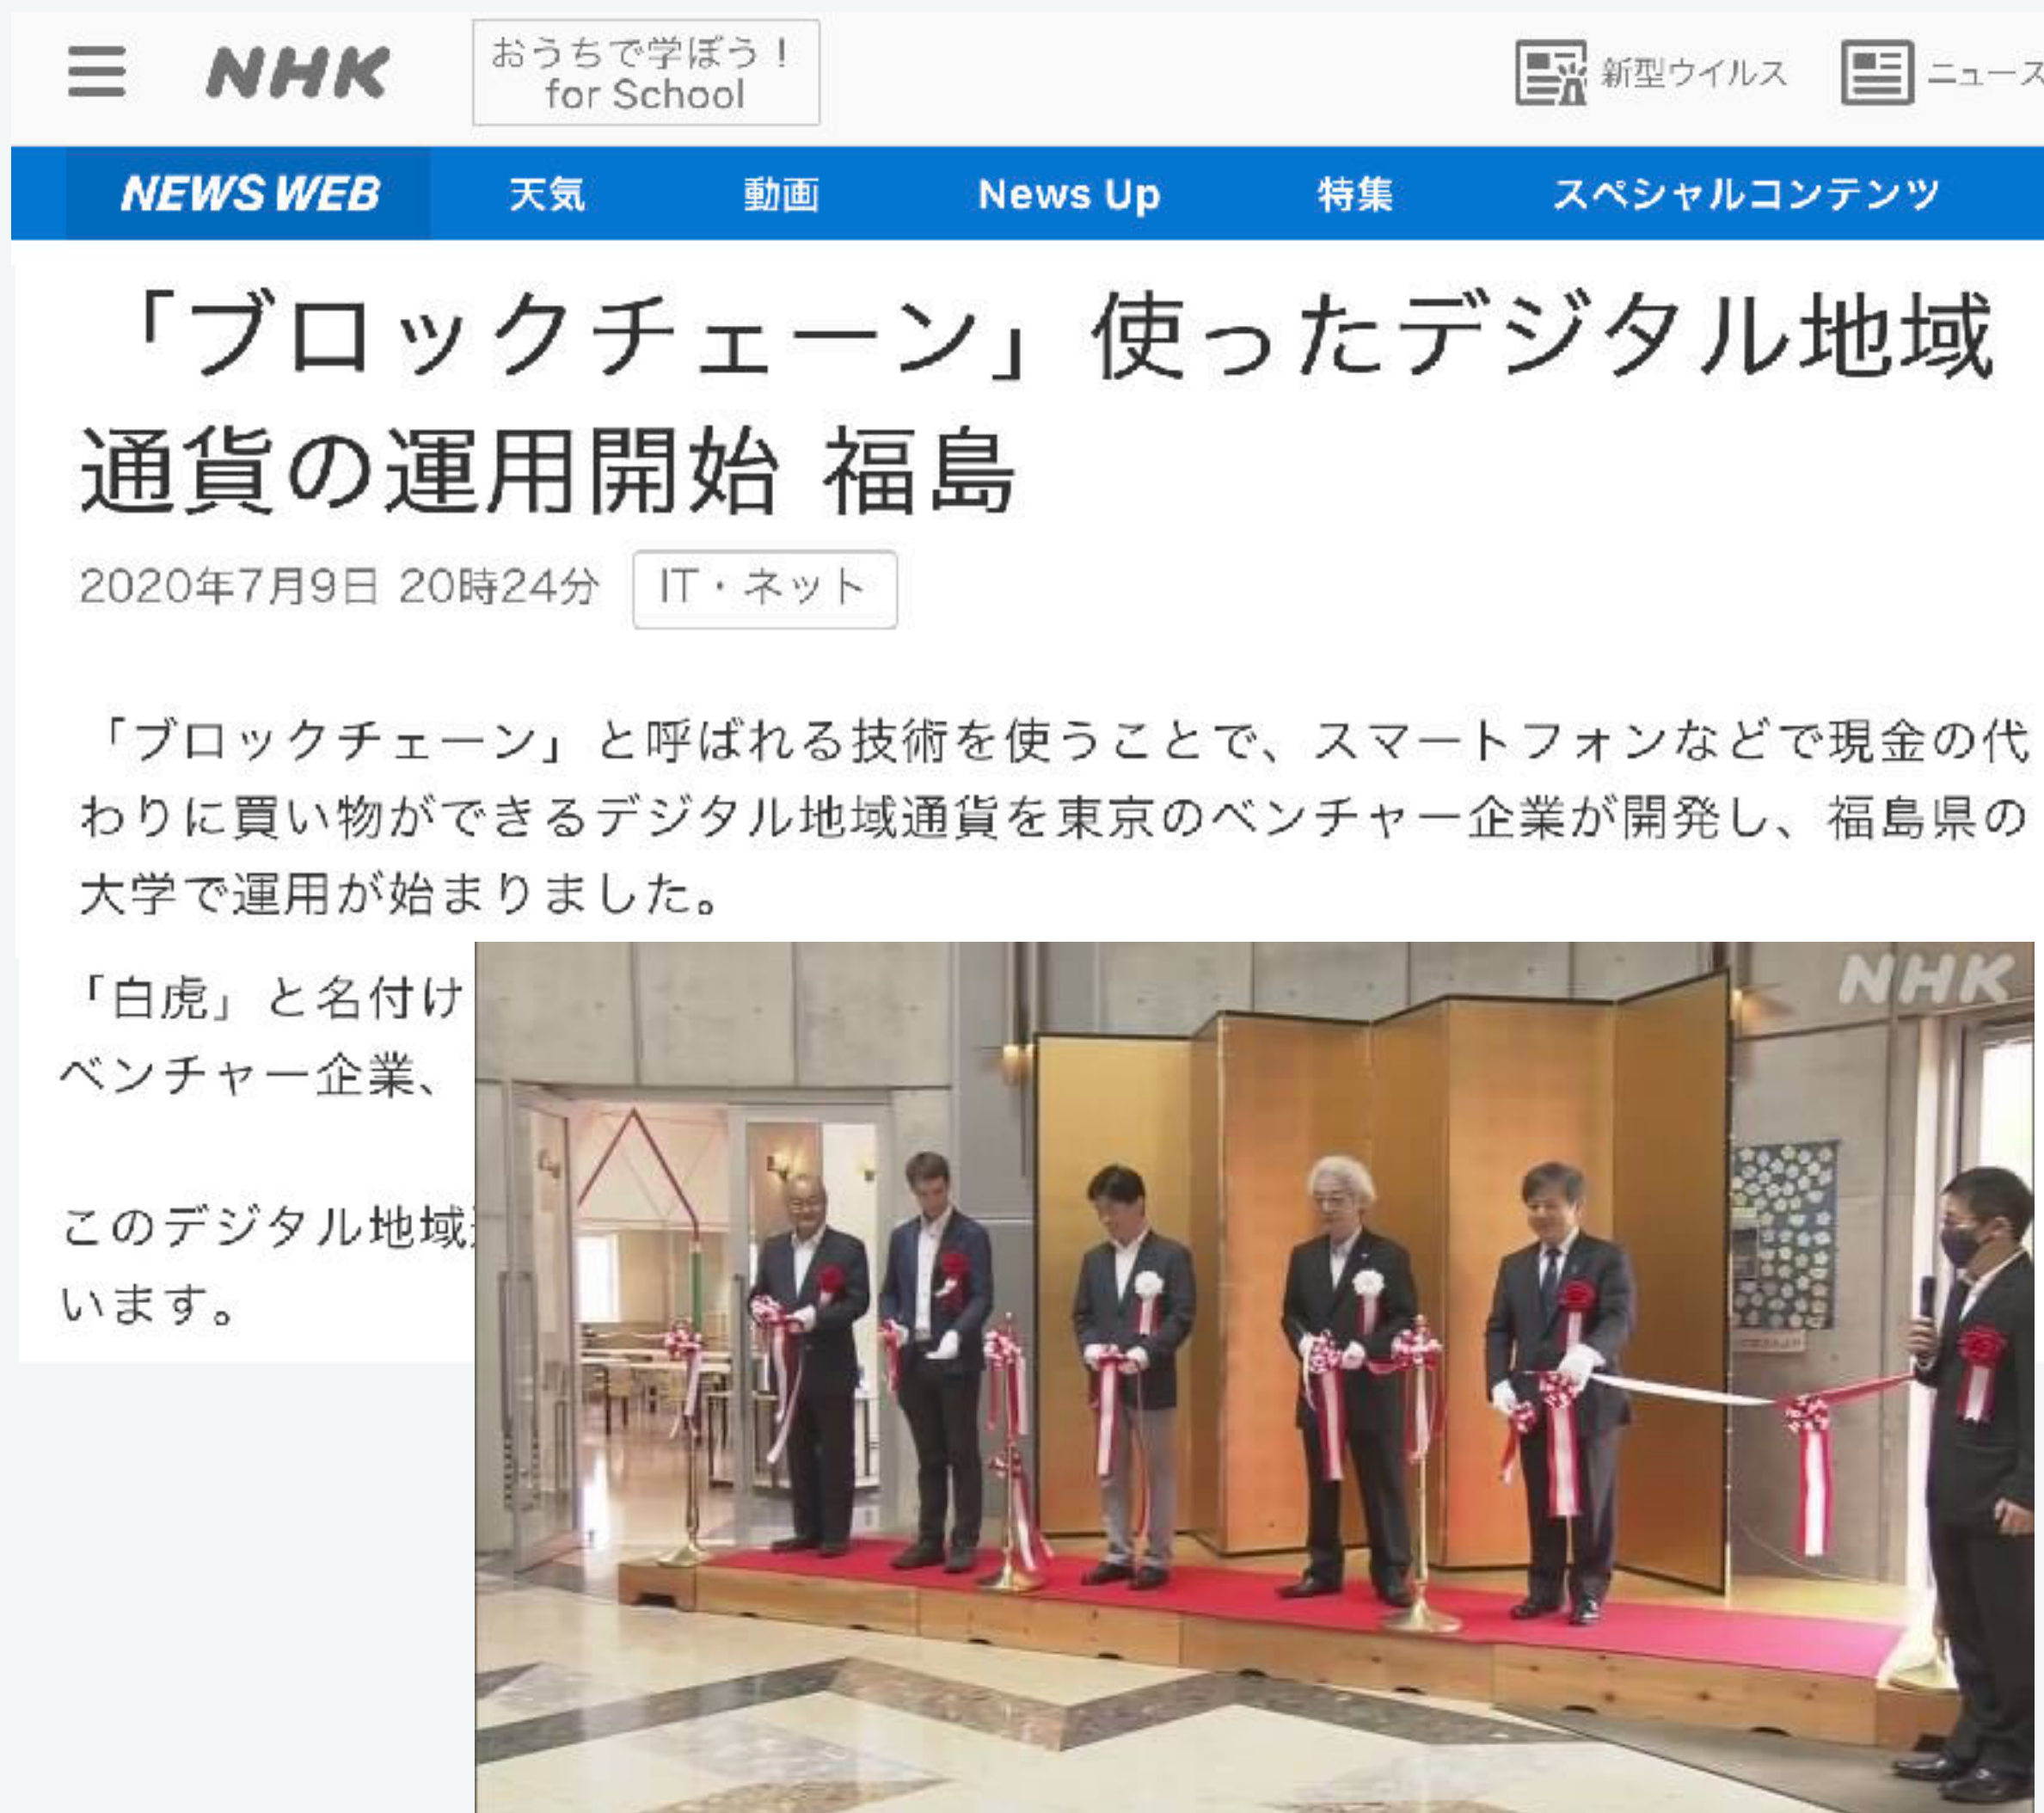 NHK
おうちで学ぼう！
for School
新型ウイルス
ニュース
NEWS WEB
天気
動画
News Up
特集
スペシャルコンテンツ
「ブロックチェーン」使ったデジタル地域
通貨の運用開始 福島
2020年7月9日 20時24分
IT・ネット
「ブロックチェーン」と呼ばれる技術を使うことで、スマートフォンなどで現金の代
わりに買い物ができるデジタル地域通貨を東京のベンチャー企業が開発し、福島県の
大学で運用が始まりました。
「白虎」と名付け
ベンチャー企業、
このデジタル地域
います。
NHK